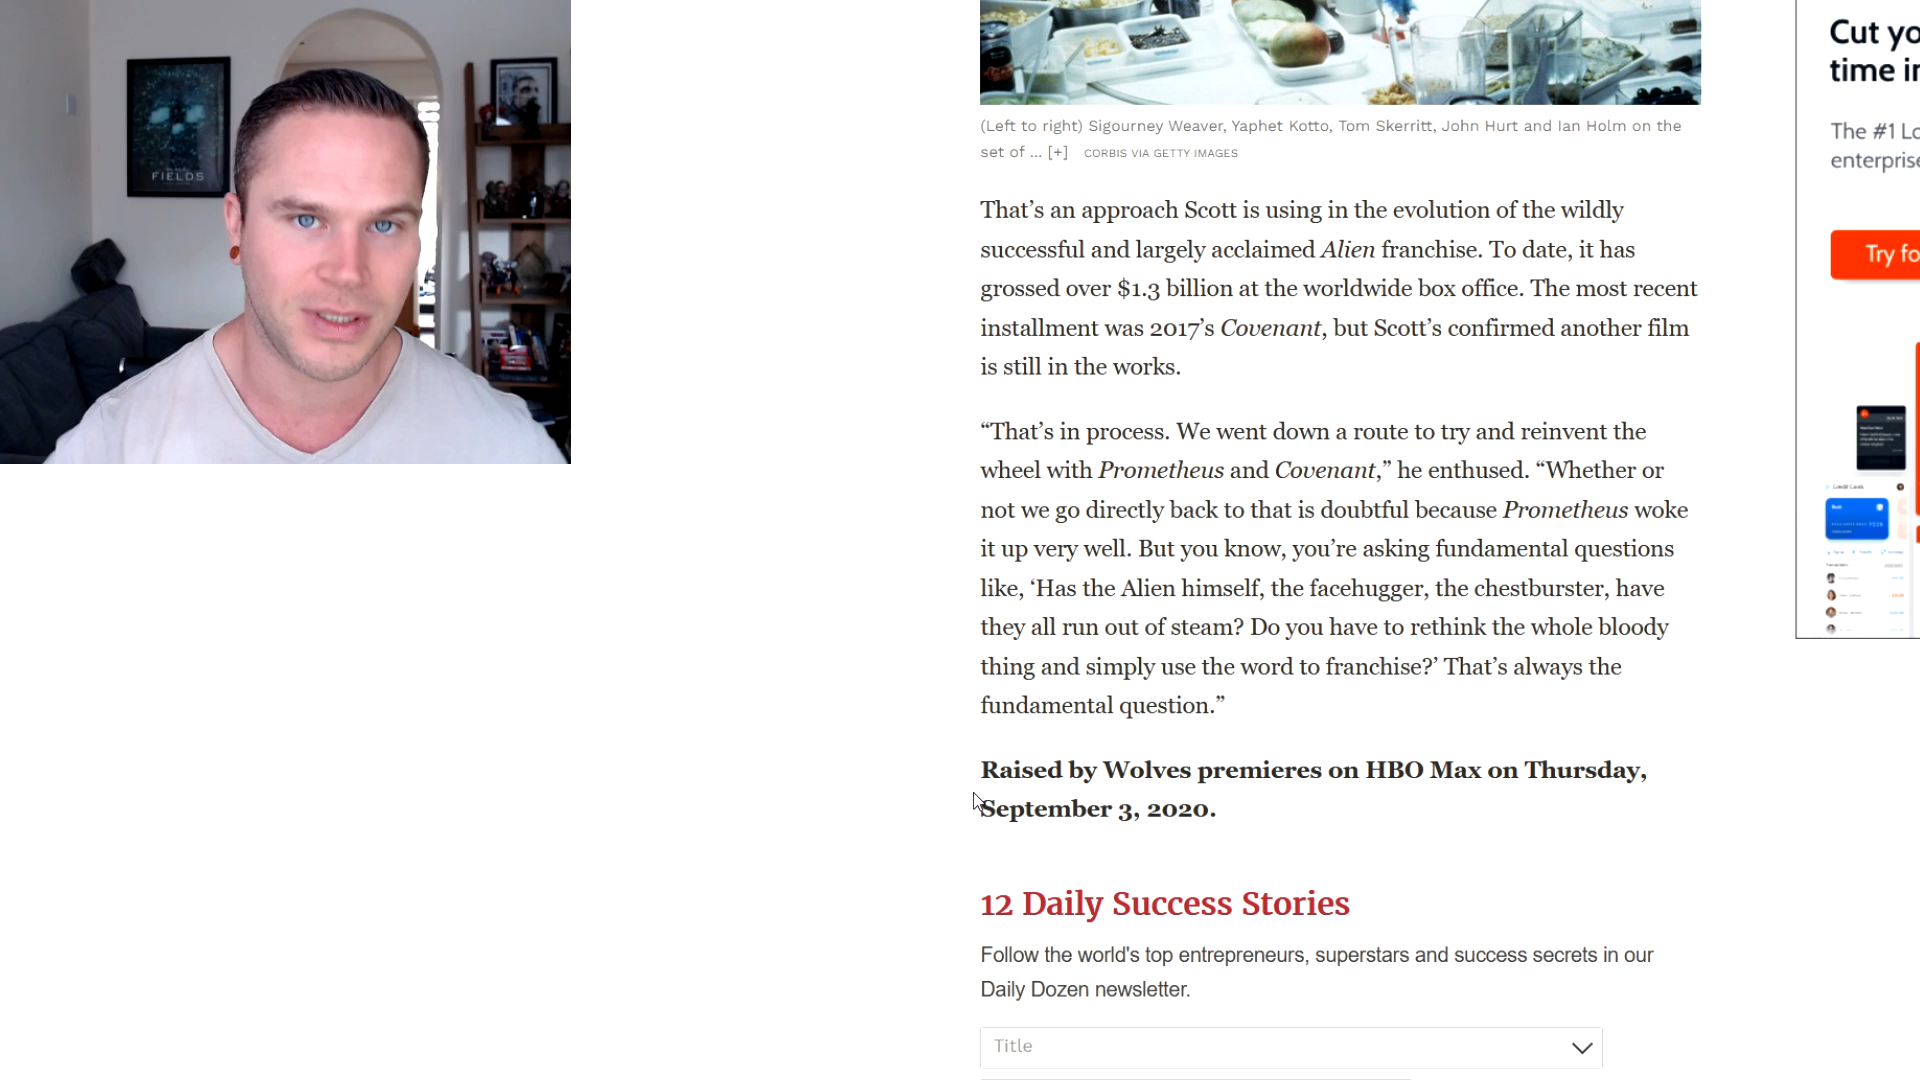 FIELDS
(Left to right) Sigourney Weaver, Yaphet Kotto, Tom Skerritt, John Hurt and Ian Holm on the
set of ... [+] CORBIS VIA GETTY IMAGES
That’s an approach Scott is using in the evolution of the wildly
successful and largely acclaimed Alien franchise. To date, it has
grossed over $1.3 billion at the worldwide box office. The most recent
installment was 2017’s Covenant, but Scott’s confirmed another film
is still in the works.
“That’s in process. We went down a route to try and reinvent the
wheel with Prometheus and Covenant,” he enthused. “Whether or
not we go directly back to that is doubtful because Prometheus woke
it up very well. But you know, you’re asking fundamental questions
like, ‘Has the Alien himself, the facehugger, the chestburster, have
they all run out of steam? Do you have to rethink the whole bloody
thing and simply use the word to franchise?’ That’s always the
fundamental question.”
Raised by Wolves premieres on HBO Max on Thursday,
September 3, 2020.
12 Daily Success Stories
Follow the world's top entrepreneurs, superstars and success secrets in our
Daily Dozen newsletter.
Title
Cut yo
time in
The #1 Lo
enterprise
Try fo
Credit Cards